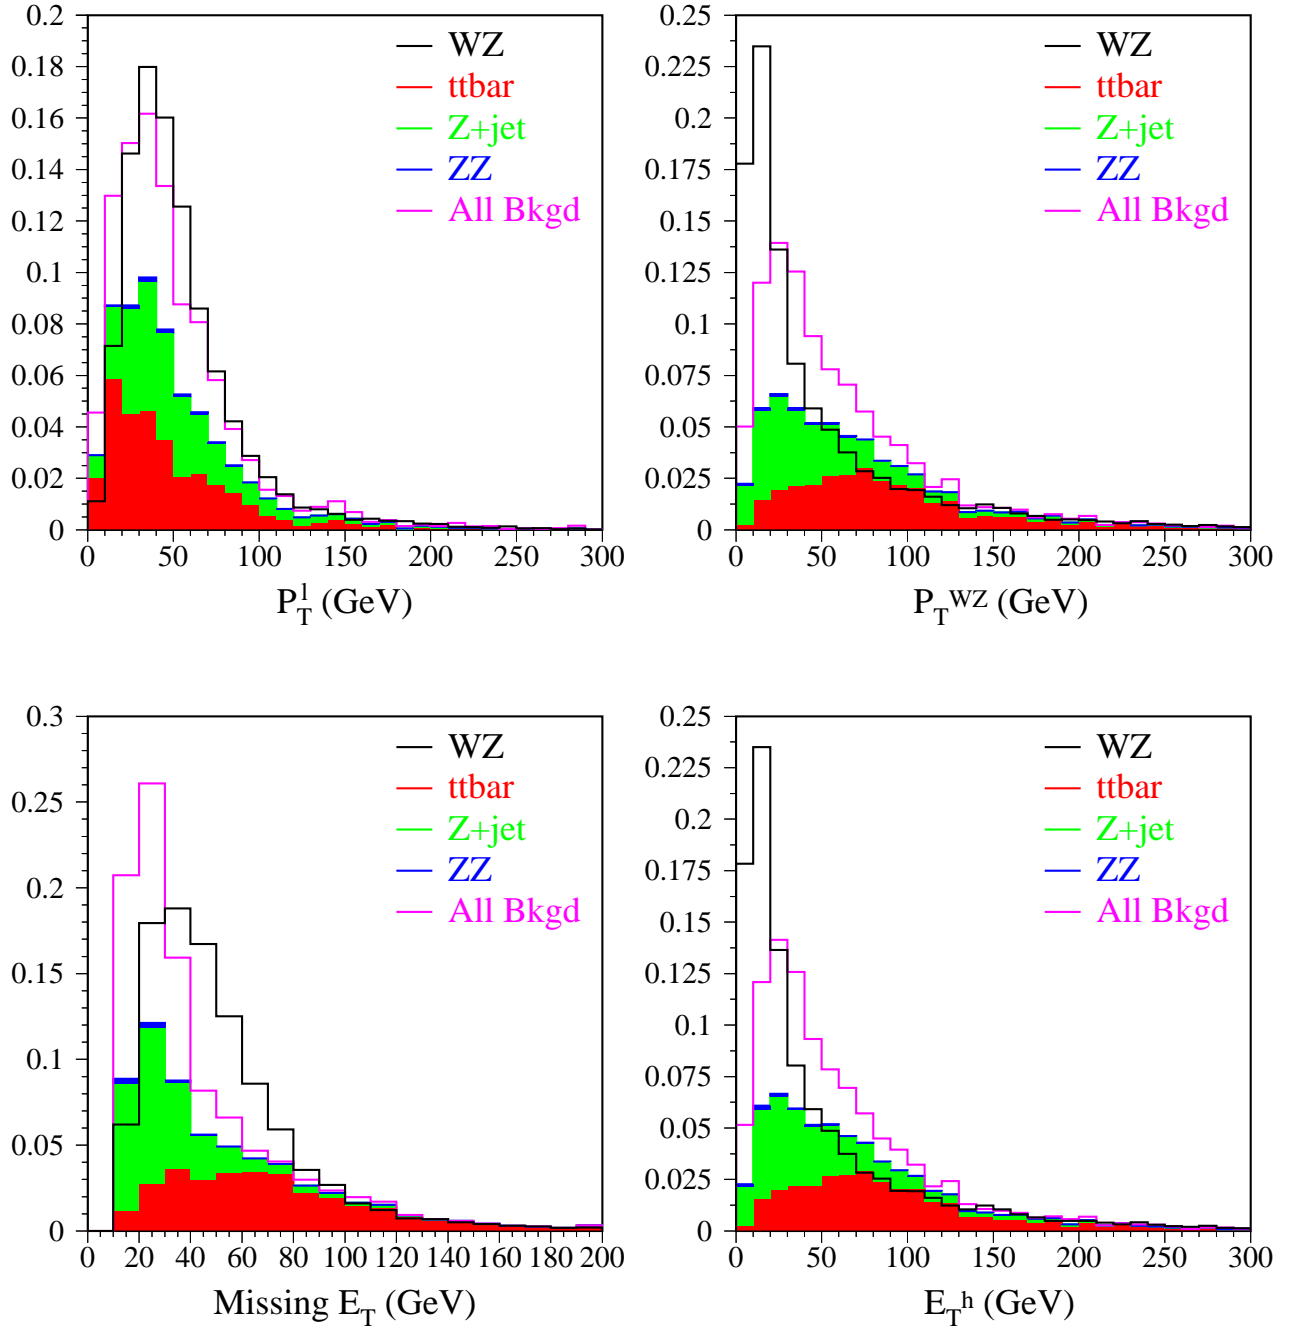 0.2
0.18
0.16
0.14
0.12
0.1
0.08
0.06
0.04
0.02
0
WZ
ttbar
Z+jet
ZZ
All Bkgd
0 50 100 150 200 250 300
P_T^l (GeV)
0.25
0.225
0.2
0.175
0.15
0.125
0.1
0.075
0.05
0.025
0
WZ
ttbar
Z+jet
ZZ
All Bkgd
0 50 100 150 200 250 300
P_T^WZ (GeV)
0.3
0.25
0.2
0.15
0.1
0.05
0
WZ
ttbar
Z+jet
ZZ
All Bkgd
0 20 40 60 80 100 120 140 160 180 200
Missing E_T (GeV)
0.25
0.225
0.2
0.175
0.15
0.125
0.1
0.075
0.05
0.025
0
WZ
ttbar
Z+jet
ZZ
All Bkgd
0 50 100 150 200 250 300
E_T^h (GeV)